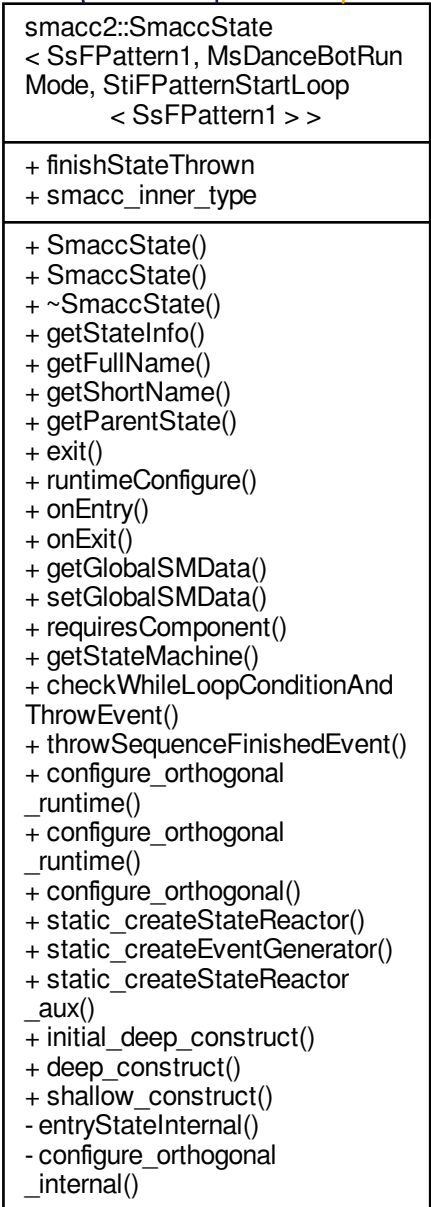 smacc2::SmaccState
< SsFPattern1, MsDanceBotRun
Mode, StiFPatternStartLoop
< SsFPattern1 > >
+ finishStateThrown
+ smacc_inner_type
+ SmaccState()
+ SmaccState()
+ ~SmaccState()
+ getStateInfo()
+ getFullName()
+ getShortName()
+ getParentState()
+ exit()
+ runtimeConfigure()
+ onEntry()
+ onExit()
+ getGlobalSMData()
+ setGlobalSMData()
+ requiresComponent()
+ getStateMachine()
+ checkWhileLoopConditionAnd
ThrowEvent()
+ throwSequenceFinishedEvent()
+ configure_orthogonal
_runtime()
+ configure_orthogonal
_runtime()
+ configure_orthogonal()
+ static_createStateReactor()
+ static_createEventGenerator()
+ static_createStateReactor
_aux()
+ initial_deep_construct()
+ deep_construct()
+ shallow_construct()
- entryStateInternal()
- configure_orthogonal
_internal()